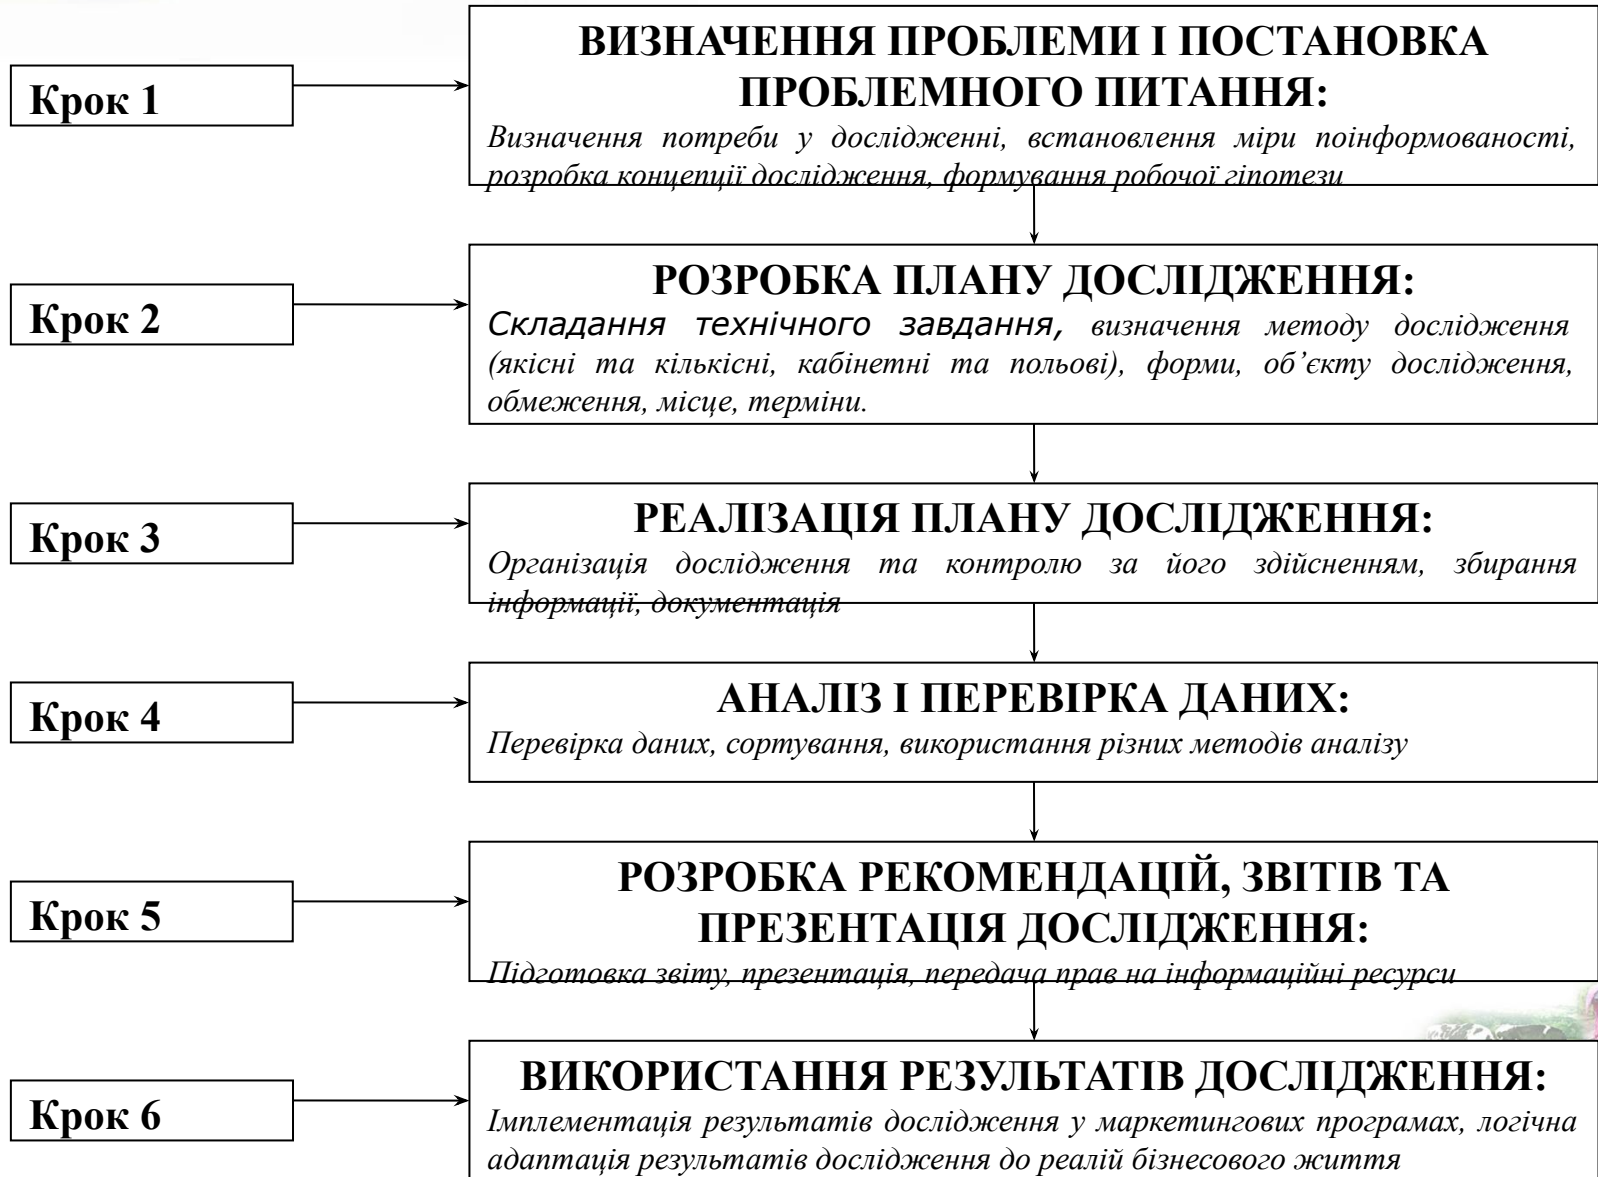 Крок 1
ВИЗНАЧЕННЯ ПРОБЛЕМИ І ПОСТАНОВКА
ПРОБЛЕМНОГО ПИТАННЯ:
Визначення потреби у дослідженні, встановлення міри поінформованості,
розробка концепції дослідження, формування робочої гіпотези
Крок 2
РОЗРОБКА ПЛАНУ ДОСЛІДЖЕННЯ:
Складання технічного завдання, визначення методу дослідження
(якісні та кількісні, кабінетні та польові), форми, об’єкту дослідження,
обмеження, місце, терміни.
Крок 3
РЕАЛІЗАЦІЯ ПЛАНУ ДОСЛІДЖЕННЯ:
Організація дослідження та контролю за його здійсненням, збирання
інформації, документація
Крок 4
АНАЛІЗ І ПЕРЕВІРКА ДАНИХ:
Перевірка даних, сортування, використання різних методів аналізу
Крок 5
РОЗРОБКА РЕКОМЕНДАЦІЙ, ЗВІТІВ ТА
ПРЕЗЕНТАЦІЯ ДОСЛІДЖЕННЯ:
Підготовка звіту, презентація, передача прав на інформаційні ресурси
Крок 6
ВИКОРИСТАННЯ РЕЗУЛЬТАТІВ ДОСЛІДЖЕННЯ:
Імплементація результатів дослідження у маркетингових програмах, логічна
адаптація результатів дослідження до реалій бізнесового життя